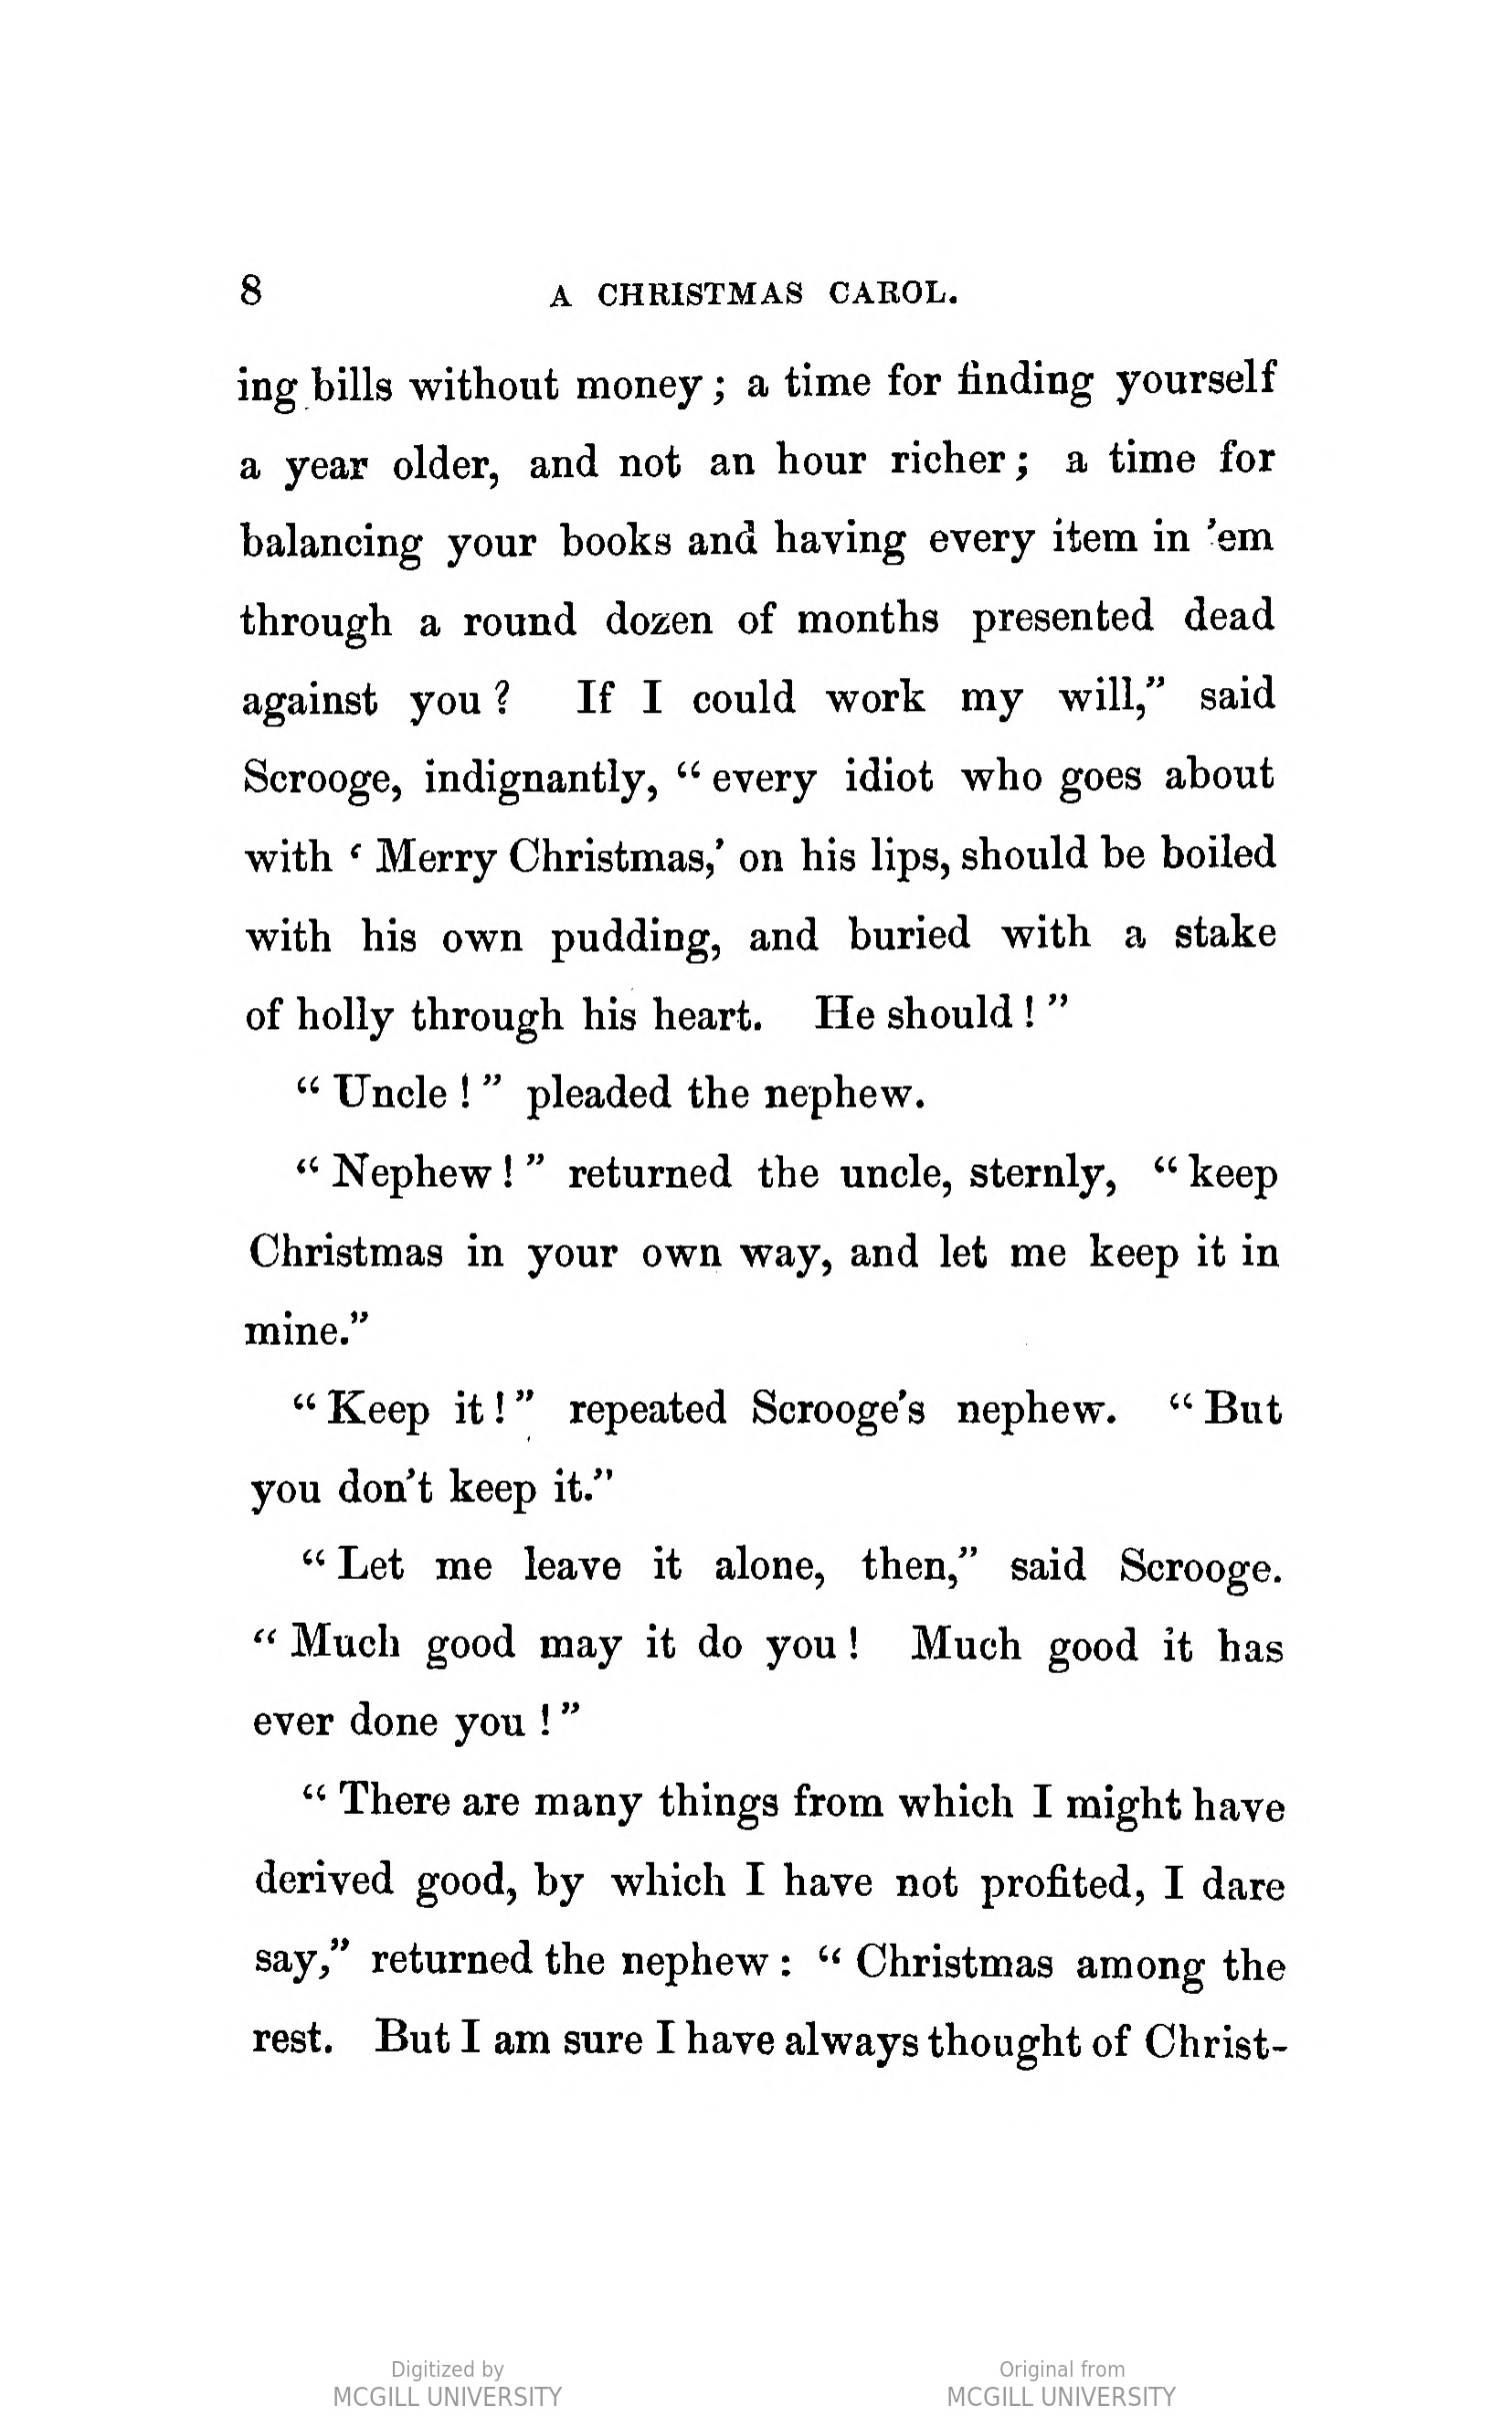 8 A CHRISTMAS CAROL.
ing bills without money; a time for finding yourself
a year older, and not an hour richer; a time for
balancing your books and having every item in 'em
through a round dozen of months presented dead
against you? If I could work my will," said
Scrooge, indignantly, "every idiot who goes about
with 'Merry Christmas,' on his lips, should be boiled
with his own pudding, and buried with a stake
of holly through his heart. He should!"
"Uncle!" pleaded the nephew.
"Nephew!" returned the uncle, sternly, "keep
Christmas in your own way, and let me keep it in
mine."
"Keep it!" repeated Scrooge's nephew. "But
you don't keep it."
"Let me leave it alone, then," said Scrooge.
"Much good may it do you! Much good it has
ever done you!"
"There are many things from which I might have
derived good, by which I have not profited, I dare
say," returned the nephew: "Christmas among the
rest. But I am sure I have always thought of Christ-
Digitized by
MCGILL UNIVERSITY
Original from
MCGILL UNIVERSITY